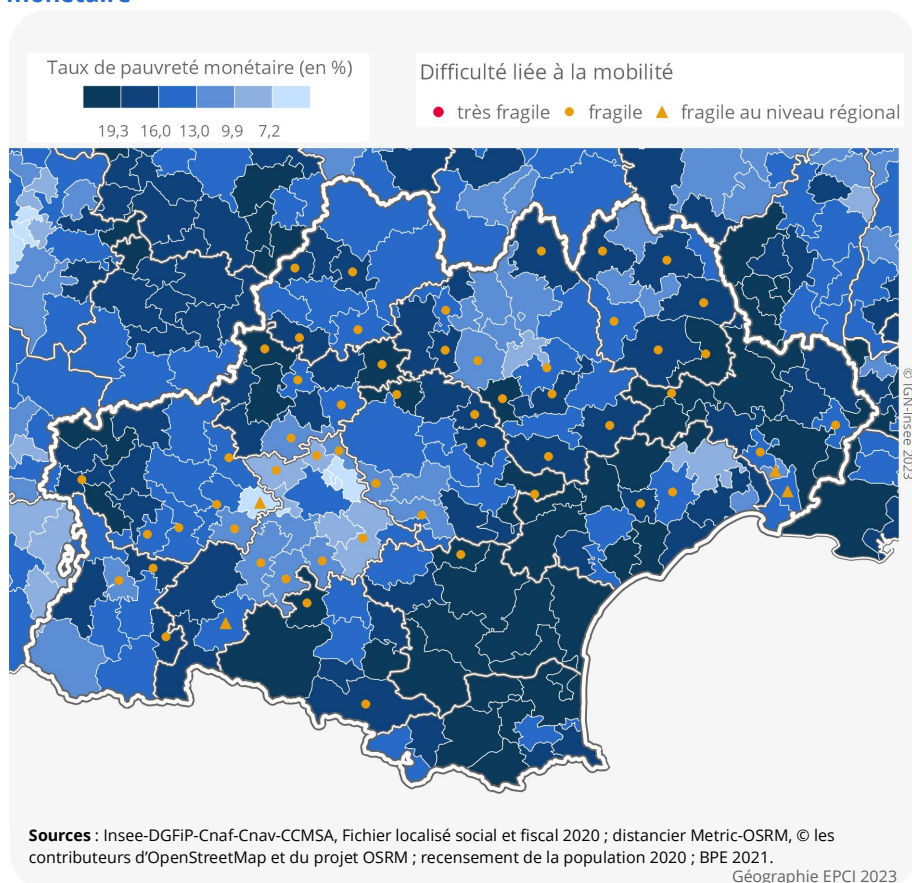 monétaire
Taux de pauvreté monétaire (en %)
19,3 16,0 13,0 9,9 7,2
Difficulté liée à la mobilité
très fragile fragile fragile au niveau régional
© IGN-Insee 2023
Sources : Insee-DGFiP-Cnaf-Cnav-CCMSA, Fichier localisé social et fiscal 2020 ; distancier Metric-OSRM, © les
contributeurs d’OpenStreetMap et du projet OSRM ; recensement de la population 2020 ; BPE 2021.
Géographie EPCI 2023